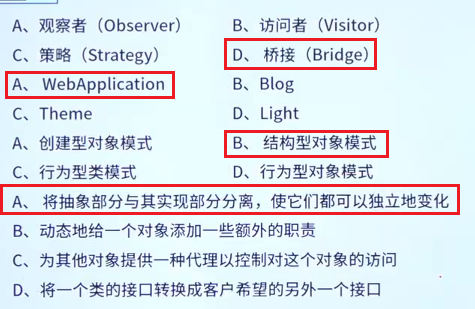 A、观察者（Observer） B、访问者（Visitor）
C、策略（Strategy） D、桥接（Bridge）
A、WebApplication B、Blog
C、Theme D、Light
A、创建型对象模式 B、结构型对象模式
C、行为型类模式 D、行为型对象模式
A、将抽象部分与其实现部分分离，使它们都可以独立地变化
B、动态地给一个对象添加一些额外的职责
C、为其他对象提供一种代理以控制对这个对象的访问
D、将一个类的接口转换成客户希望的另外一个接口